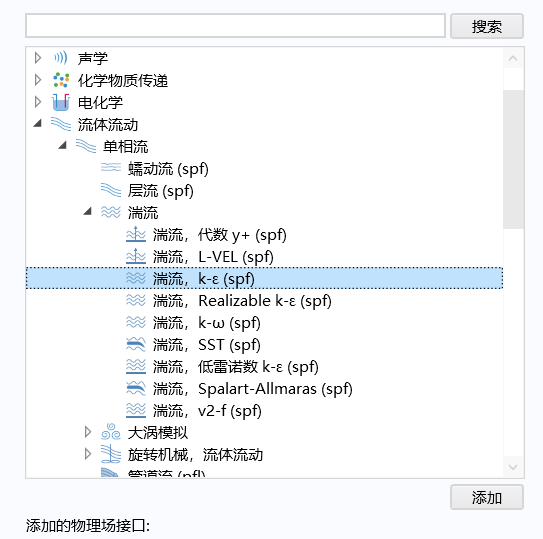 搜索
声学
化学物质传递
电化学
流体流动
单相流
蠕动流 (spf)
层流 (spf)
湍流
湍流，代数 y+ (spf)
湍流，L-VEL (spf)
湍流，k-ε (spf)
湍流，Realizable k-ε (spf)
湍流，k-ω (spf)
湍流，SST (spf)
湍流，低雷诺数 k-ε (spf)
湍流，Spalart-Allmaras (spf)
湍流，v2-f (spf)
大涡模拟
旋转机械，流体流动
管道流 (pfl)
添加
添加的物理场接口: